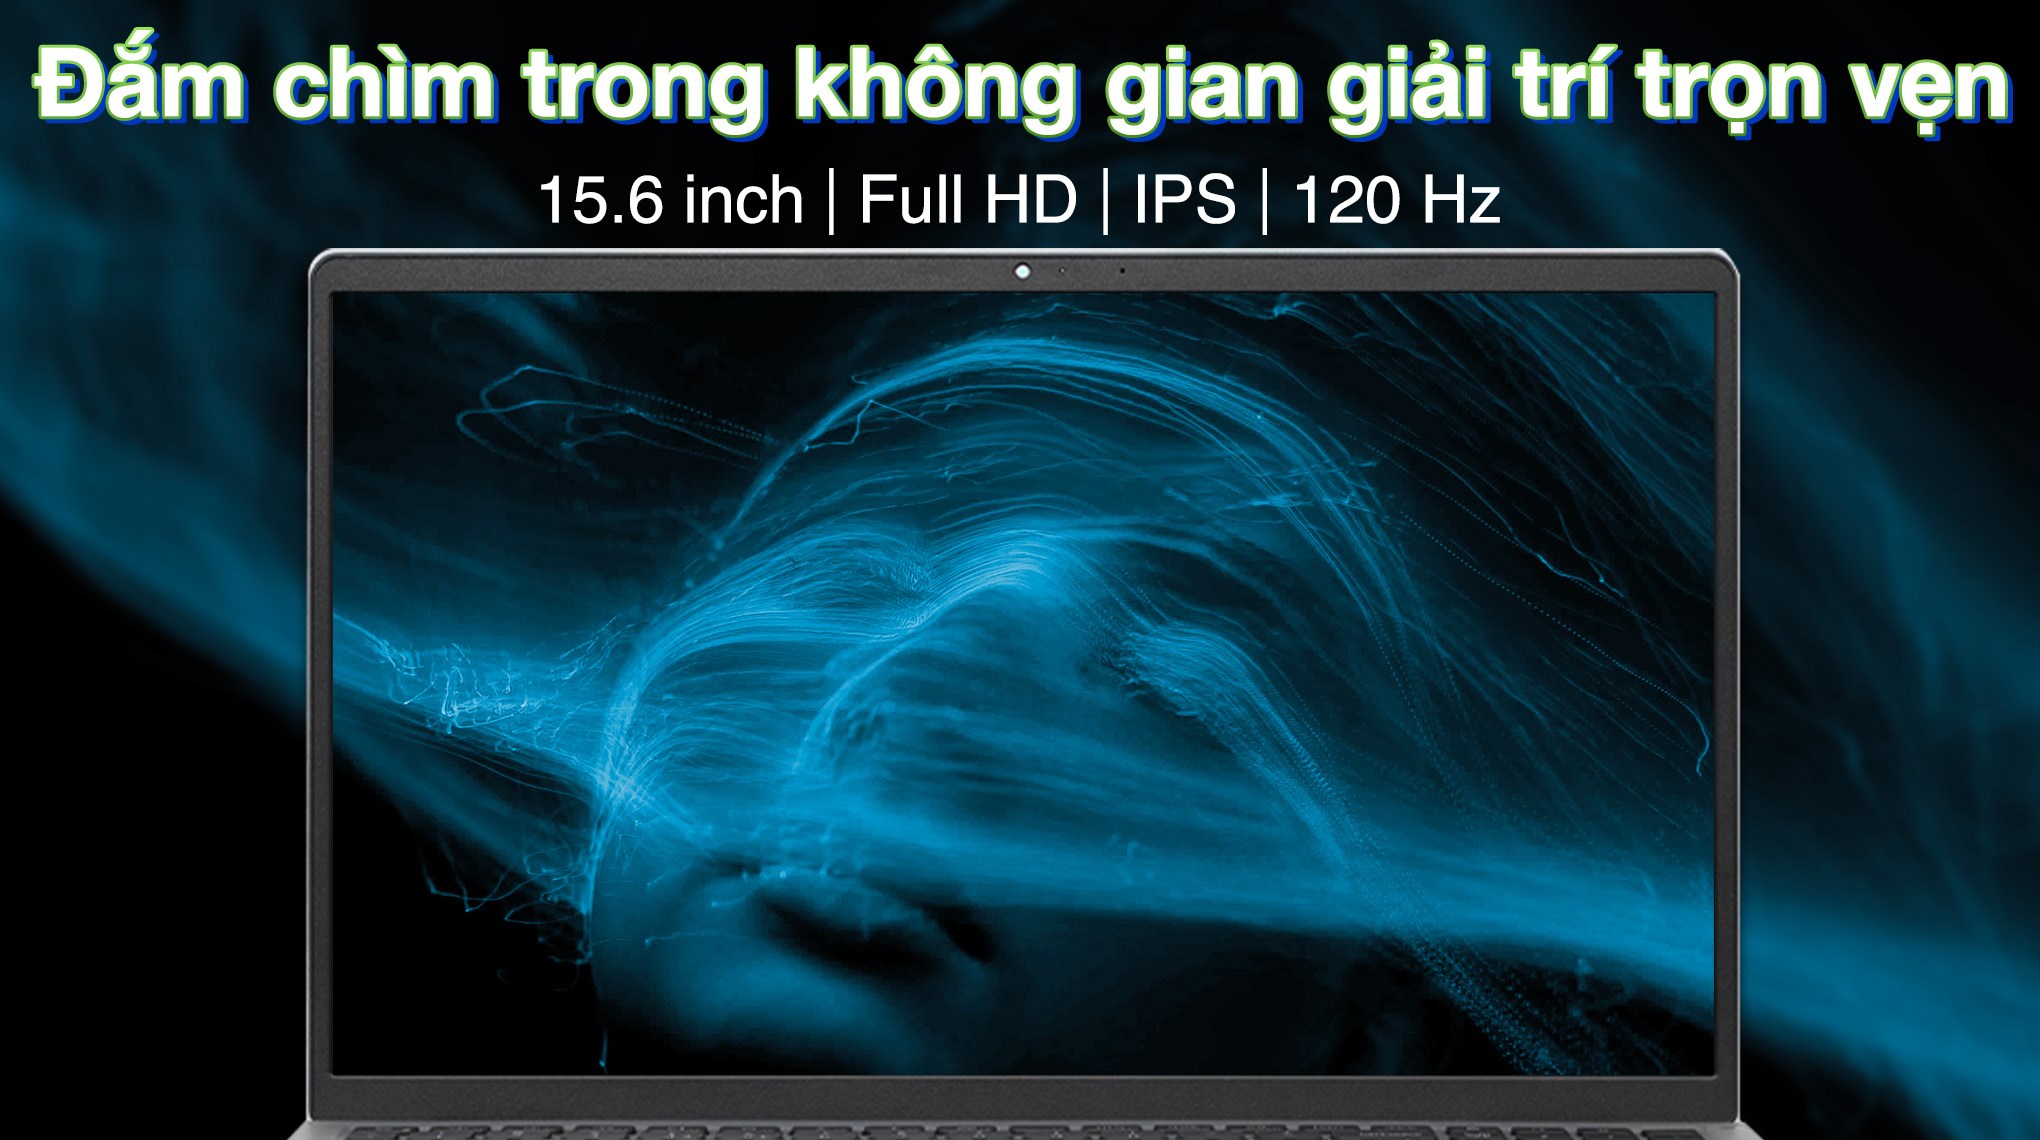 Đắm chìm trong không gian giải trí trọn vẹn
15.6 inch | Full HD | IPS | 120 Hz